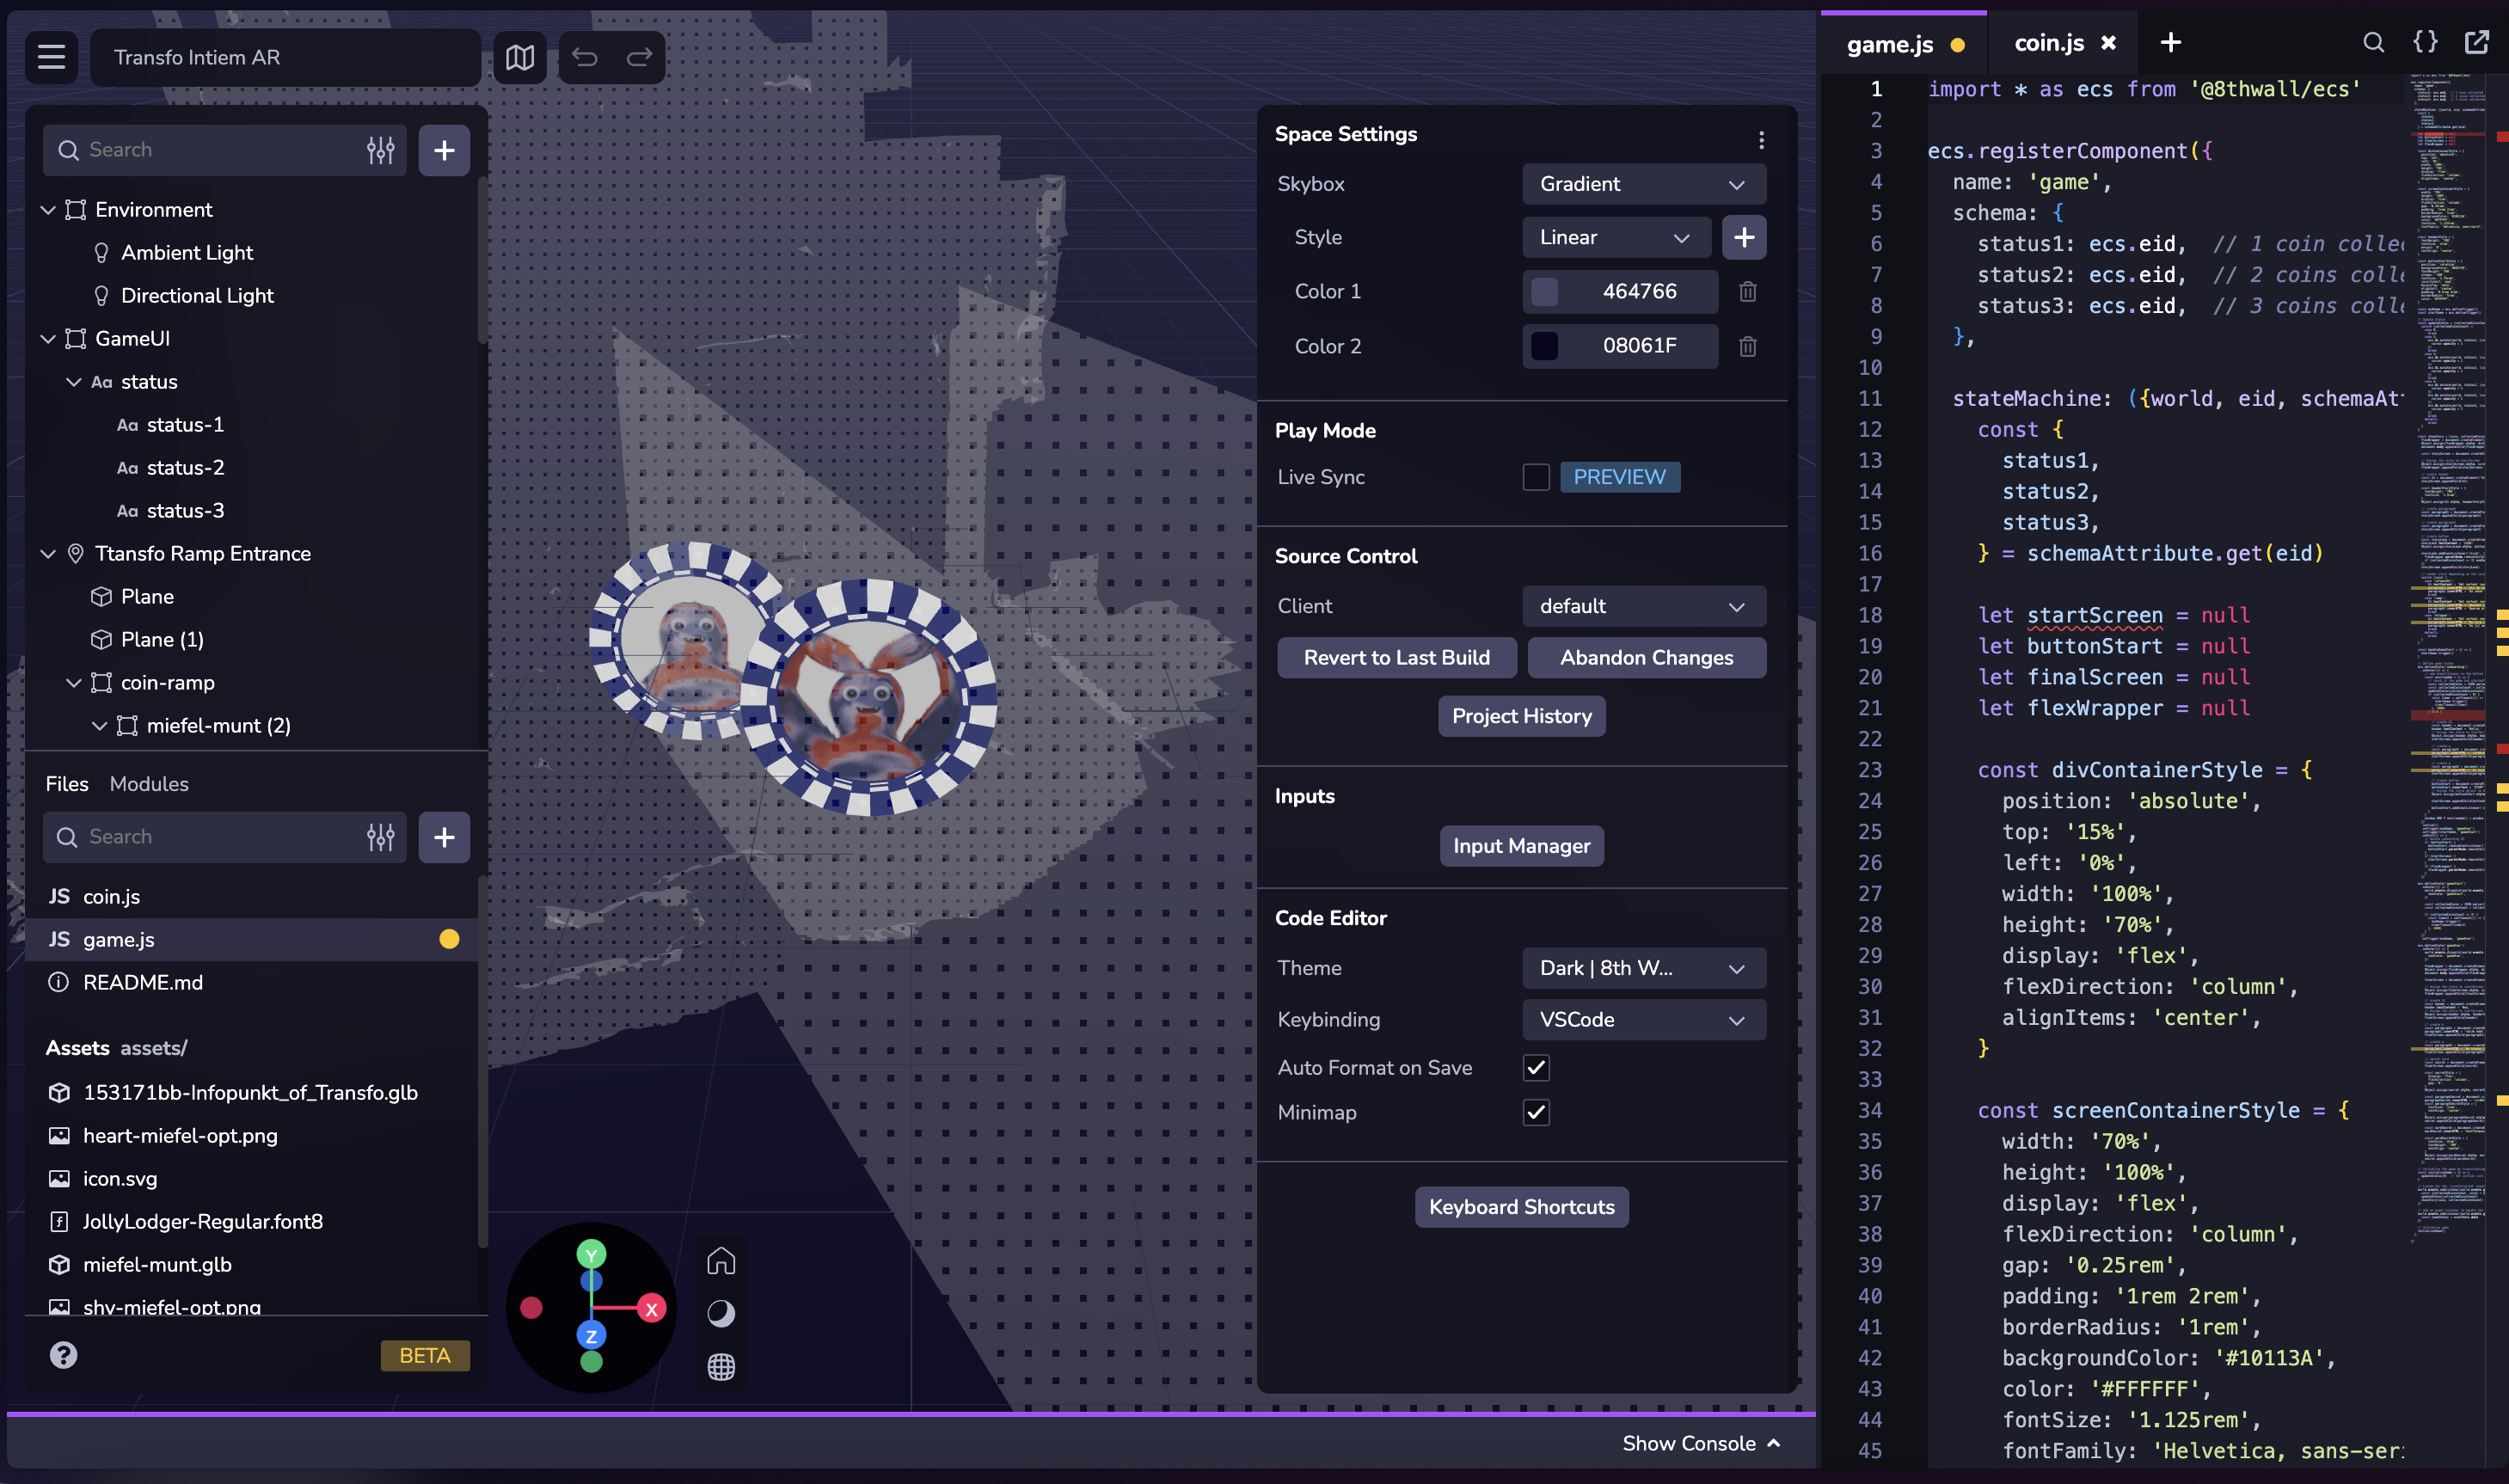 Transfo Intiem AR
Search
Environment
Ambient Light
Directional Light
GameUI
Aa status
Aa status-1
Aa status-2
Aa status-3
Ttansfo Ramp Entrance
Plane
Plane (1)
coin-ramp
miefel-munt (2)
Files Modules
Search
JS coin.js
JS game.js
README.md
Assets assets/
153171bb-Infopunkt_of_Transfo.glb
heart-miefel-opt.png
icon.svg
JollyLodger-Regular.font8
miefel-munt.glb
shv-miefel-opt.png
BETA
Y
X
Z
Space Settings
Skybox Gradient
Style Linear
Color 1 464766
Color 2 08061F
Play Mode
Live Sync PREVIEW
Source Control
Client default
Revert to Last Build Abandon Changes
Project History
Inputs
Input Manager
Code Editor
Theme Dark | 8th W...
Keybinding VSCode
Auto Format on Save
Minimap
Keyboard Shortcuts
Show Console
game.js coin.js
1 import * as ecs from '@8thwall/ecs'
2
3 ecs.registerComponent({
4 name: 'game',
5 schema: {
6 status1: ecs.eid, // 1 coin collec
7 status2: ecs.eid, // 2 coins colle
8 status3: ecs.eid, // 3 coins colle
9 },
10
11 stateMachine: ({world, eid, schemaAt
12 const {
13 status1,
14 status2,
15 status3,
16 } = schemaAttribute.get(eid)
17
18 let startScreen = null
19 let buttonStart = null
20 let finalScreen = null
21 let flexWrapper = null
22
23 const divContainerStyle = {
24 position: 'absolute',
25 top: '15%',
26 left: '0%',
27 width: '100%',
28 height: '70%',
29 display: 'flex',
30 flexDirection: 'column',
31 alignItems: 'center',
32 }
33
34 const screenContainerStyle = {
35 width: '70%',
36 height: '100%',
37 display: 'flex',
38 flexDirection: 'column',
39 gap: '0.25rem',
40 padding: '1rem 2rem',
41 borderRadius: '1rem',
42 backgroundColor: '#10113A',
43 color: '#FFFFFF',
44 fontSize: '1.125rem',
45 fontFamily: 'Helvetica, sans-ser